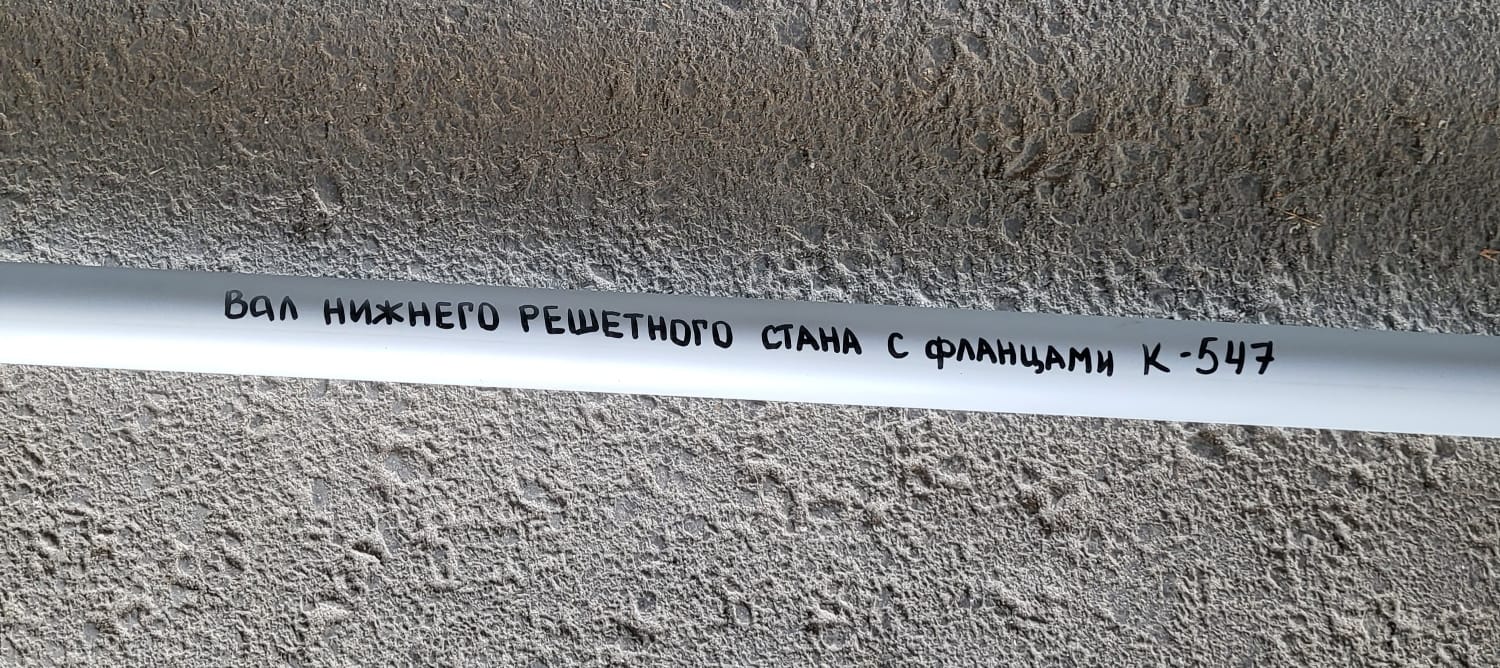 Вал НИЖНЕГО РЕШЕТНОГО СТАНА С ФЛАНЦАМИ К-547